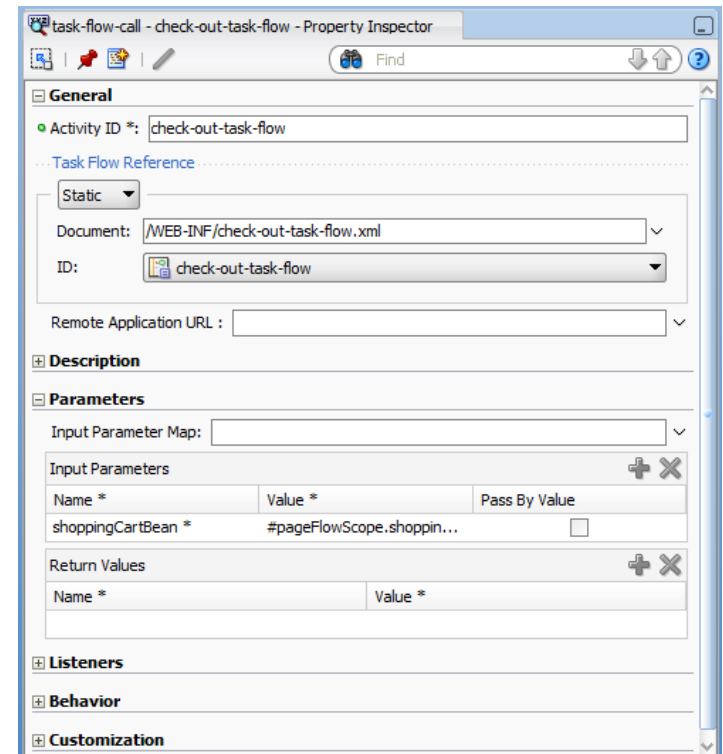 task-flow-call - check-out-task-flow - Property Inspector
Find
General
Activity ID *: check-out-task-flow
Task Flow Reference
Static
Document: /WEB-INF/check-out-task-flow.xml
ID: check-out-task-flow
Remote Application URL :
Description
Parameters
Input Parameter Map:
Input Parameters
Name * Value * Pass By Value
shoppingCartBean * #pageFlowScope.shoppin...
Return Values
Name * Value *
Listeners
Behavior
Customization